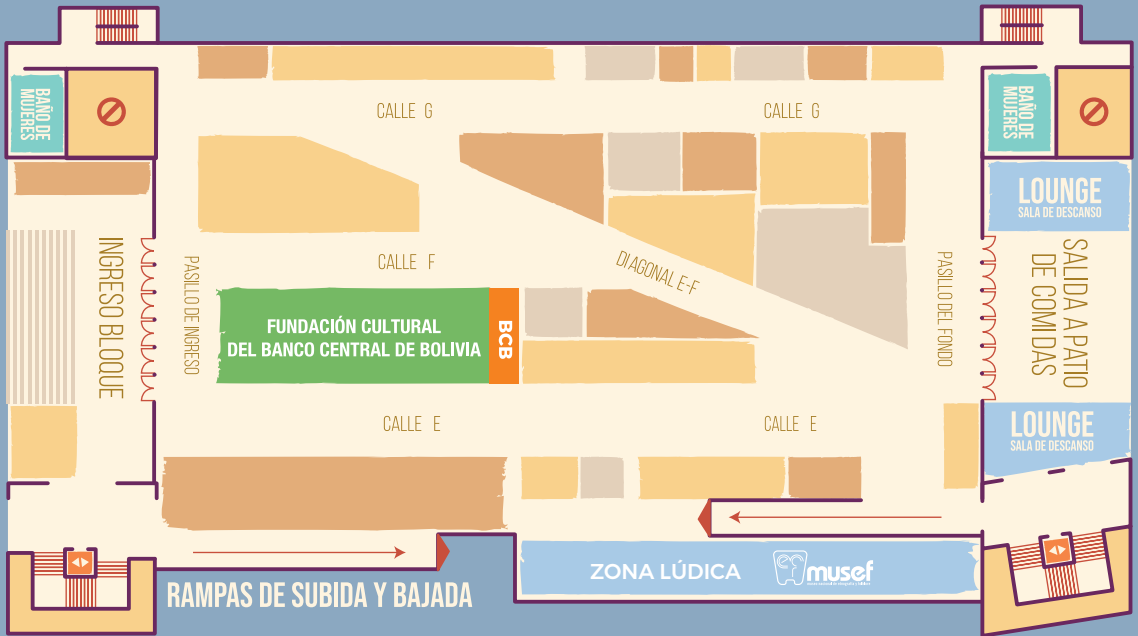 BAÑO DE
MUJERES
CALLE G
CALLE G
BAÑO DE
MUJERES
LOUNGE
SALA DE DESCANSO
INGRESO BLOQUE
PASILLO DE INGRESO
CALLE F
DIAGONAL E-F
PASILLO DEL FONDO
SALIDA A PATIO
DE COMIDAS
FUNDACIÓN CULTURAL
DEL BANCO CENTRAL DE BOLIVIA
BCB
CALLE E
CALLE E
LOUNGE
SALA DE DESCANSO
ZONA LÚDICA
musef
RAMPAS DE SUBIDA Y BAJADA